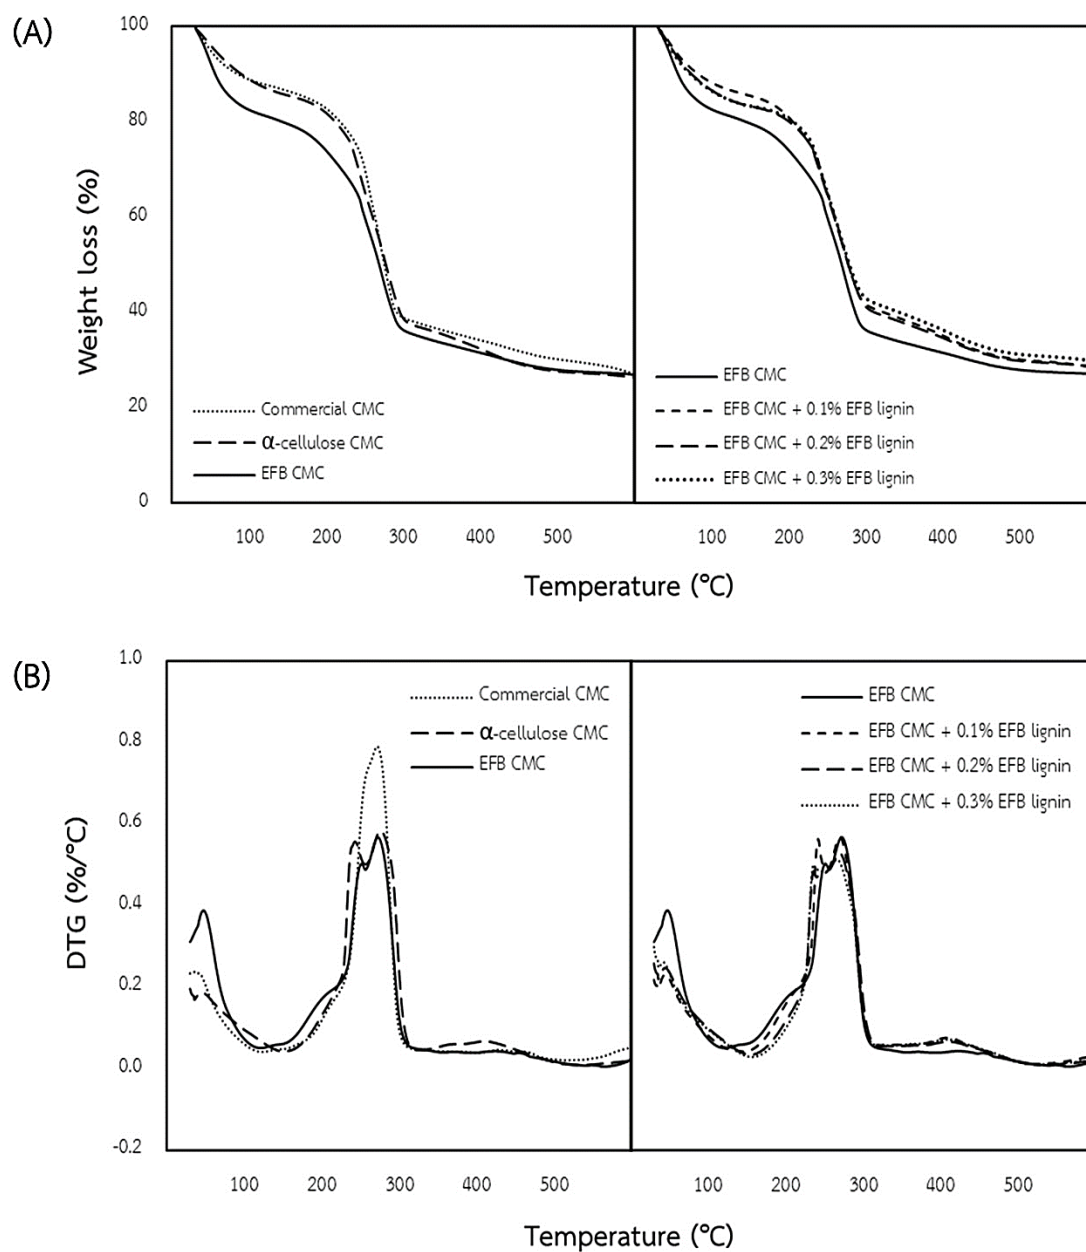 (A)
Weight loss (%)
100
80
60
40
20
0
Commercial CMC
α-cellulose CMC
EFB CMC
EFB CMC
EFB CMC + 0.1% EFB lignin
EFB CMC + 0.2% EFB lignin
EFB CMC + 0.3% EFB lignin
100 200 300 400 500 100 200 300 400 500
Temperature (°C)
(B)
DTG (%/°C)
1.0
0.8
0.6
0.4
0.2
0.0
-0.2
Commercial CMC
α-cellulose CMC
EFB CMC
EFB CMC
EFB CMC + 0.1% EFB lignin
EFB CMC + 0.2% EFB lignin
EFB CMC + 0.3% EFB lignin
100 200 300 400 500 100 200 300 400 500
Temperature (°C)